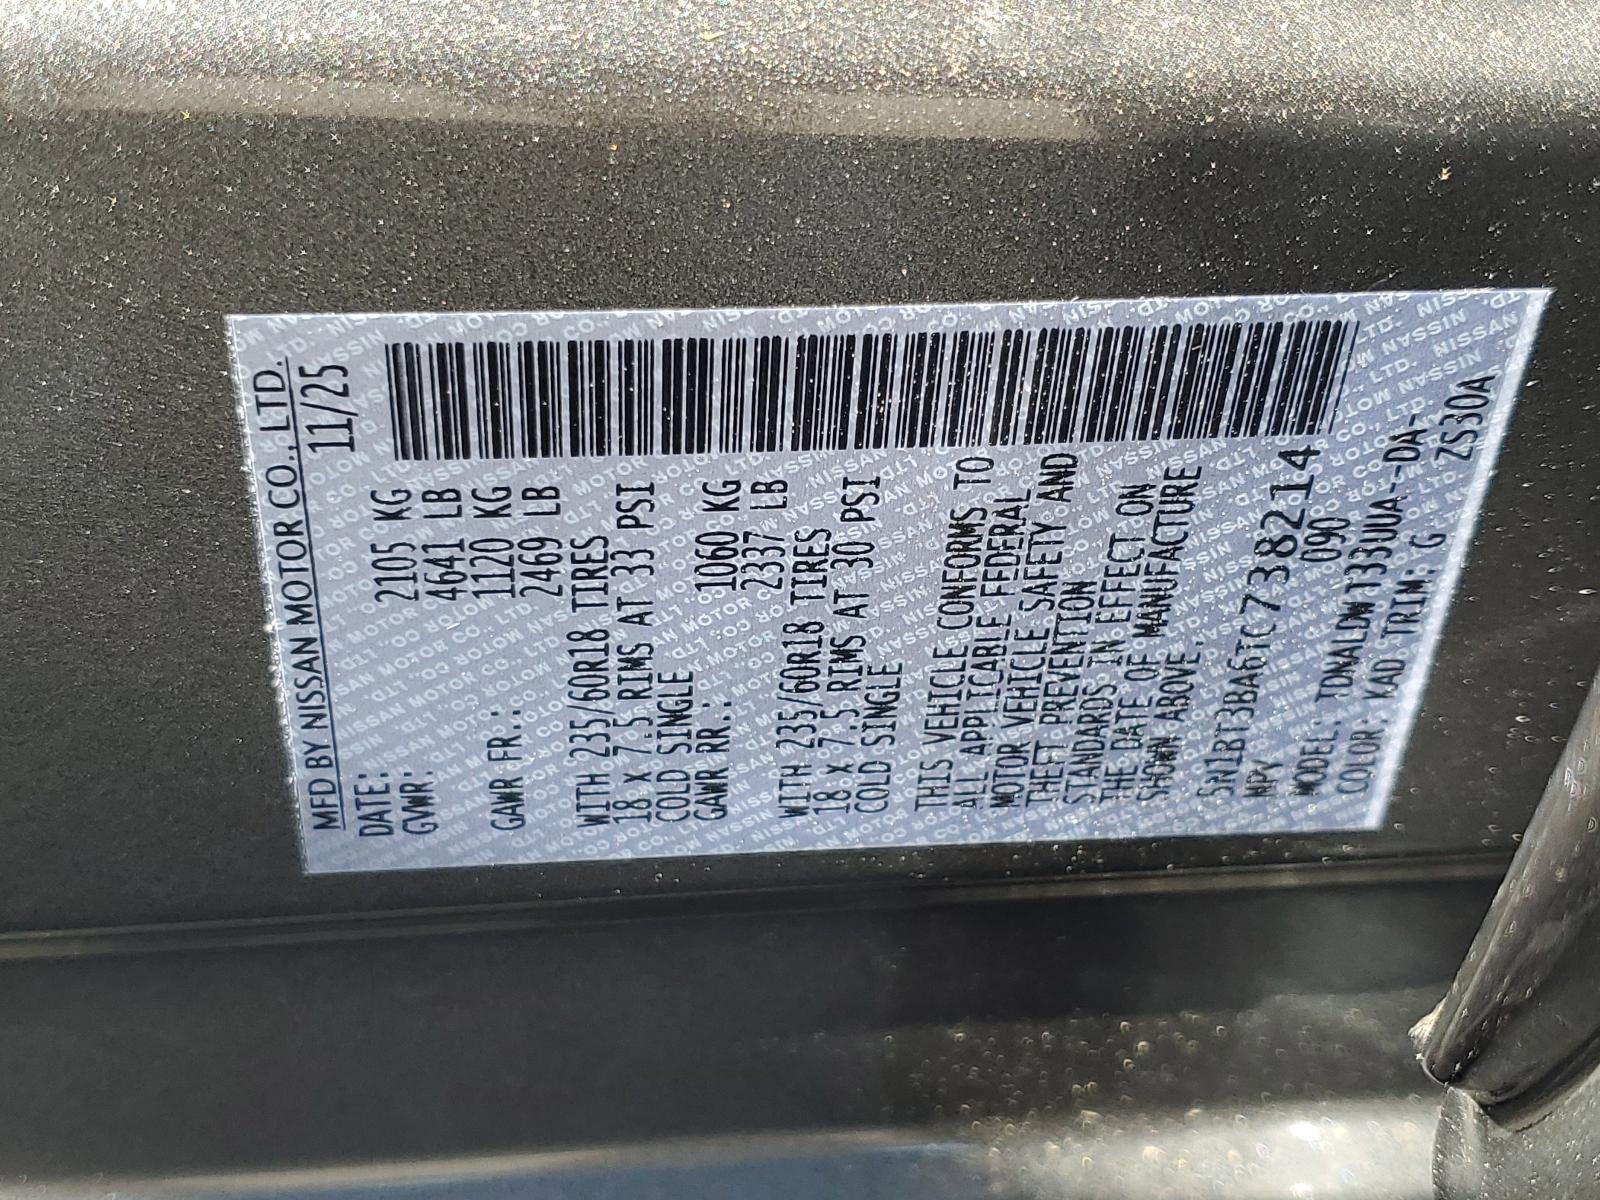 MFD BY NISSAN MOTOR CO., LTD.
DATE: 11/25
GVWR: 2105 KG
4641 LB
GAWR FR.: 1120 KG
2469 LB
WITH 235/60R18 TIRES
18 X 7.5 RIMS AT 33 PSI
COLD SINGLE
GAWR RR.: 1060 KG
2337 LB
WITH 235/60R18 TIRES
18 X 7.5 RIMS AT 30 PSI
COLD SINGLE
THIS VEHICLE CONFORMS TO
ALL APPLICABLE FEDERAL
MOTOR VEHICLE SAFETY AND
THEFT PREVENTION
STANDARDS IN EFFECT ON
THE DATE OF MANUFACTURE
SHOWN ABOVE.
5N1BT3BA6TC738214
MPV 090
MODEL: TDNALDW T33UUA--DA-
COLOR: KAD TRIM: G ZS330A